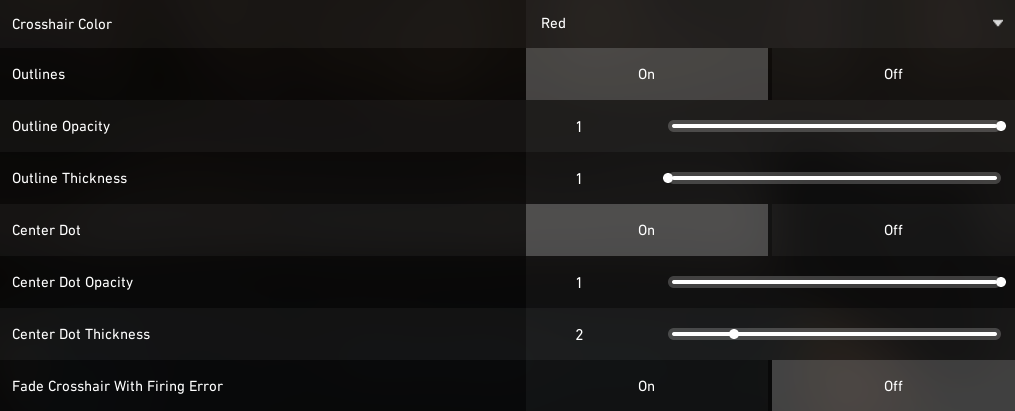 Crosshair Color Red
Outlines On Off
Outline Opacity 1
Outline Thickness 1
Center Dot On Off
Center Dot Opacity 1
Center Dot Thickness 2
Fade Crosshair With Firing Error On Off